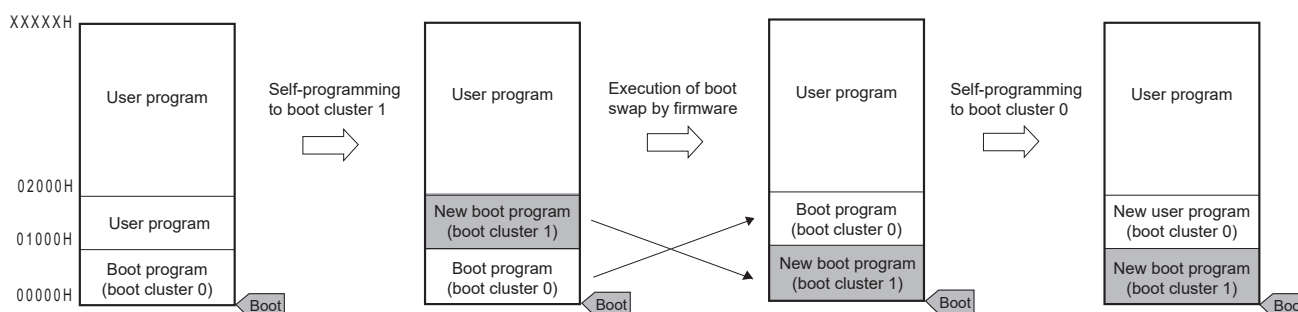 XXXXXH
User program
02000H
User program
01000H
Boot program
(boot cluster 0)
00000H
Boot
Self-programming
to boot cluster 1
User program
New boot program
(boot cluster 1)
Boot program
(boot cluster 0)
Boot
Execution of boot
swap by firmware
User program
Boot program
(boot cluster 0)
New boot program
(boot cluster 1)
Boot
Self-programming
to boot cluster 0
User program
New user program
(boot cluster 0)
New boot program
(boot cluster 1)
Boo